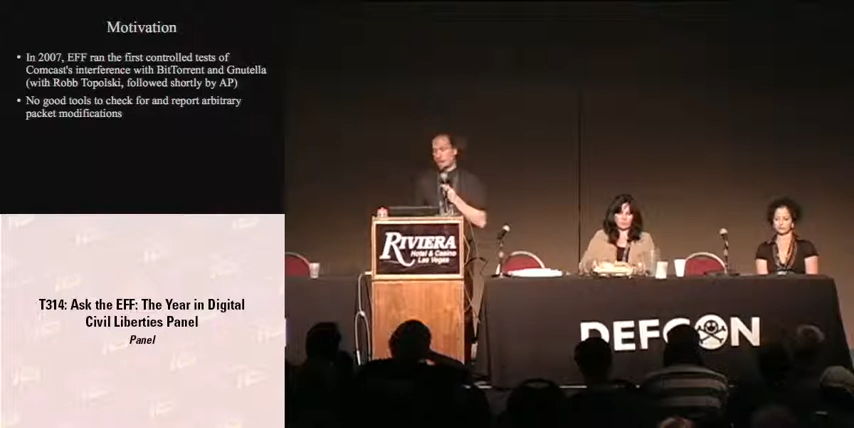 Motivation
• In 2007, EFF ran the first controlled tests of
Comcast's interference with BitTorrent and Gnutella
(with Robb Topolski, followed shortly by AP)
• No good tools to check for and report arbitrary
packet modifications
T314: Ask the EFF: The Year in Digital
Civil Liberties Panel
Panel
RIVIERA
Hotel & Casino
Las Vegas
DEFCON